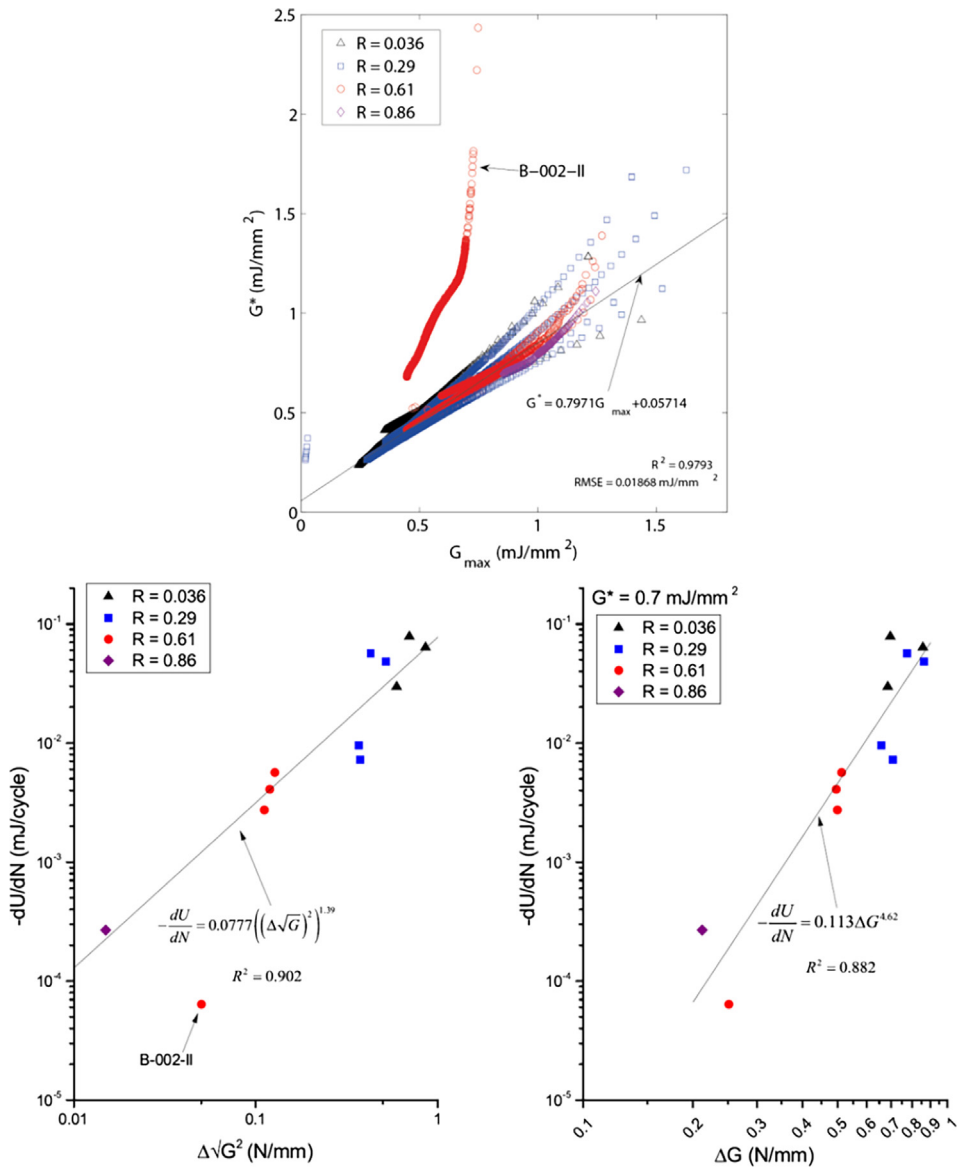 2.5
2
1.5
1
0.5
0
0
0.5
1
1.5
G* (mJ/mm 2)
Gmax (mJ/mm 2)
R = 0.036
R = 0.29
R = 0.61
R = 0.86
B-002-II
G* = 0.7971G max +0.05714
R2 = 0.9793
RMSE = 0.01868 mJ/mm 2
R = 0.036
R = 0.29
R = 0.61
R = 0.86
10-1
10-2
10-3
10-4
10-5
-dU/dN (mJ/cycle)
-dU/dN = 0.0777((Δ√G)2)1.39
R2 = 0.902
B-002-II
0.01
0.1
1
Δ√G2 (N/mm)
G* = 0.7 mJ/mm2
R = 0.036
R = 0.29
R = 0.61
R = 0.86
10-1
10-2
10-3
10-4
10-5
-dU/dN (mJ/cycle)
-dU/dN = 0.113ΔG4.62
R2 = 0.882
0.1
0.2
0.3
0.4
0.5
0.6
0.7
0.8
0.9
1
ΔG (N/mm)